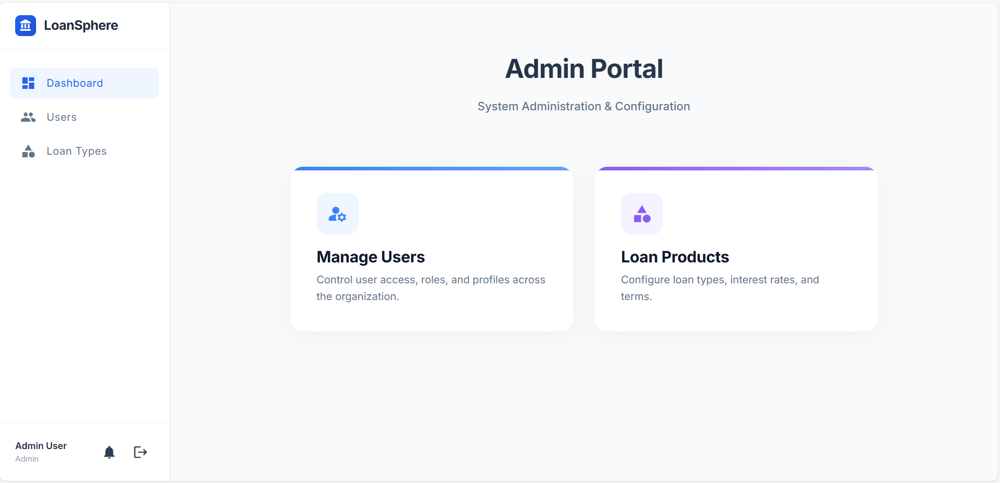 LoanSphere
Dashboard
Users
Loan Types
Admin User
Admin
Admin Portal
System Administration & Configuration
Manage Users
Control user access, roles, and profiles across
the organization.
Loan Products
Configure loan types, interest rates, and
terms.